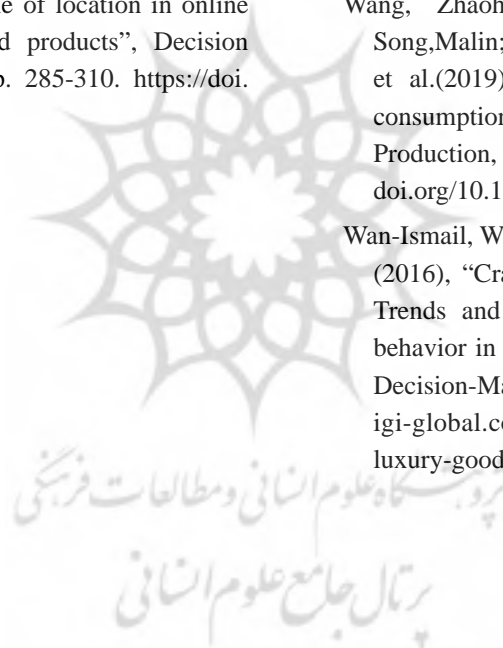 e of location in online
d products”, Decision
p. 285-310. https://doi.
Wang, Zhaoh
Song,Malin;
et al.(2019)
consumption
Production,
doi.org/10.1
Wan-Ismail, W
(2016), “Cra
Trends and
behavior in
Decision-Ma
igi-global.co
luxury-good
پژوهشگاه علوم انسانی و مطالعات فرهنگی
پرتال جامع علوم انسانی